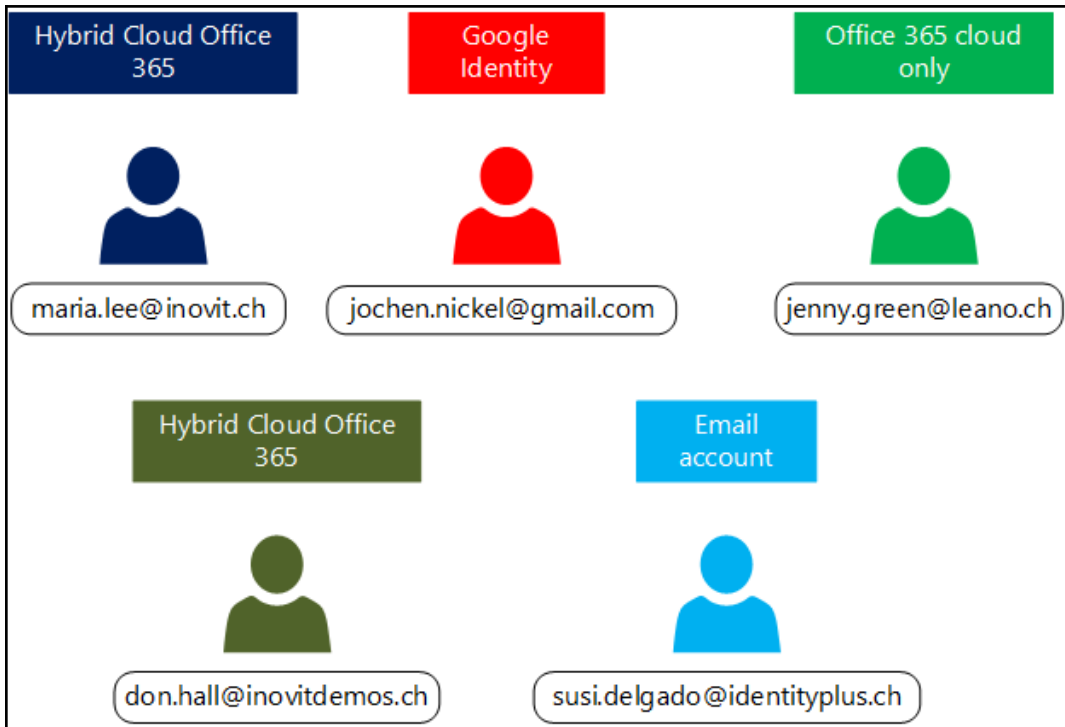 Hybrid Cloud Office
365
Google
Identity
Office 365 cloud
only
maria.lee@inovit.ch
jochen.nickel@gmail.com
jenny.green@leano.ch
Hybrid Cloud Office
365
Email
account
don.hall@inovitdemos.ch
susi.delgado@identityplus.ch